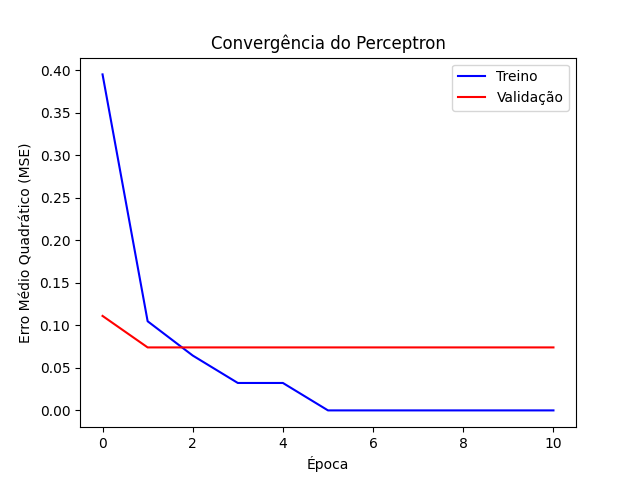 Convergência do Perceptron
Treino
Validação
Erro Médio Quadrático (MSE)
0.40
0.35
0.30
0.25
0.20
0.15
0.10
0.05
0.00
0 2 4 6 8 10
Época